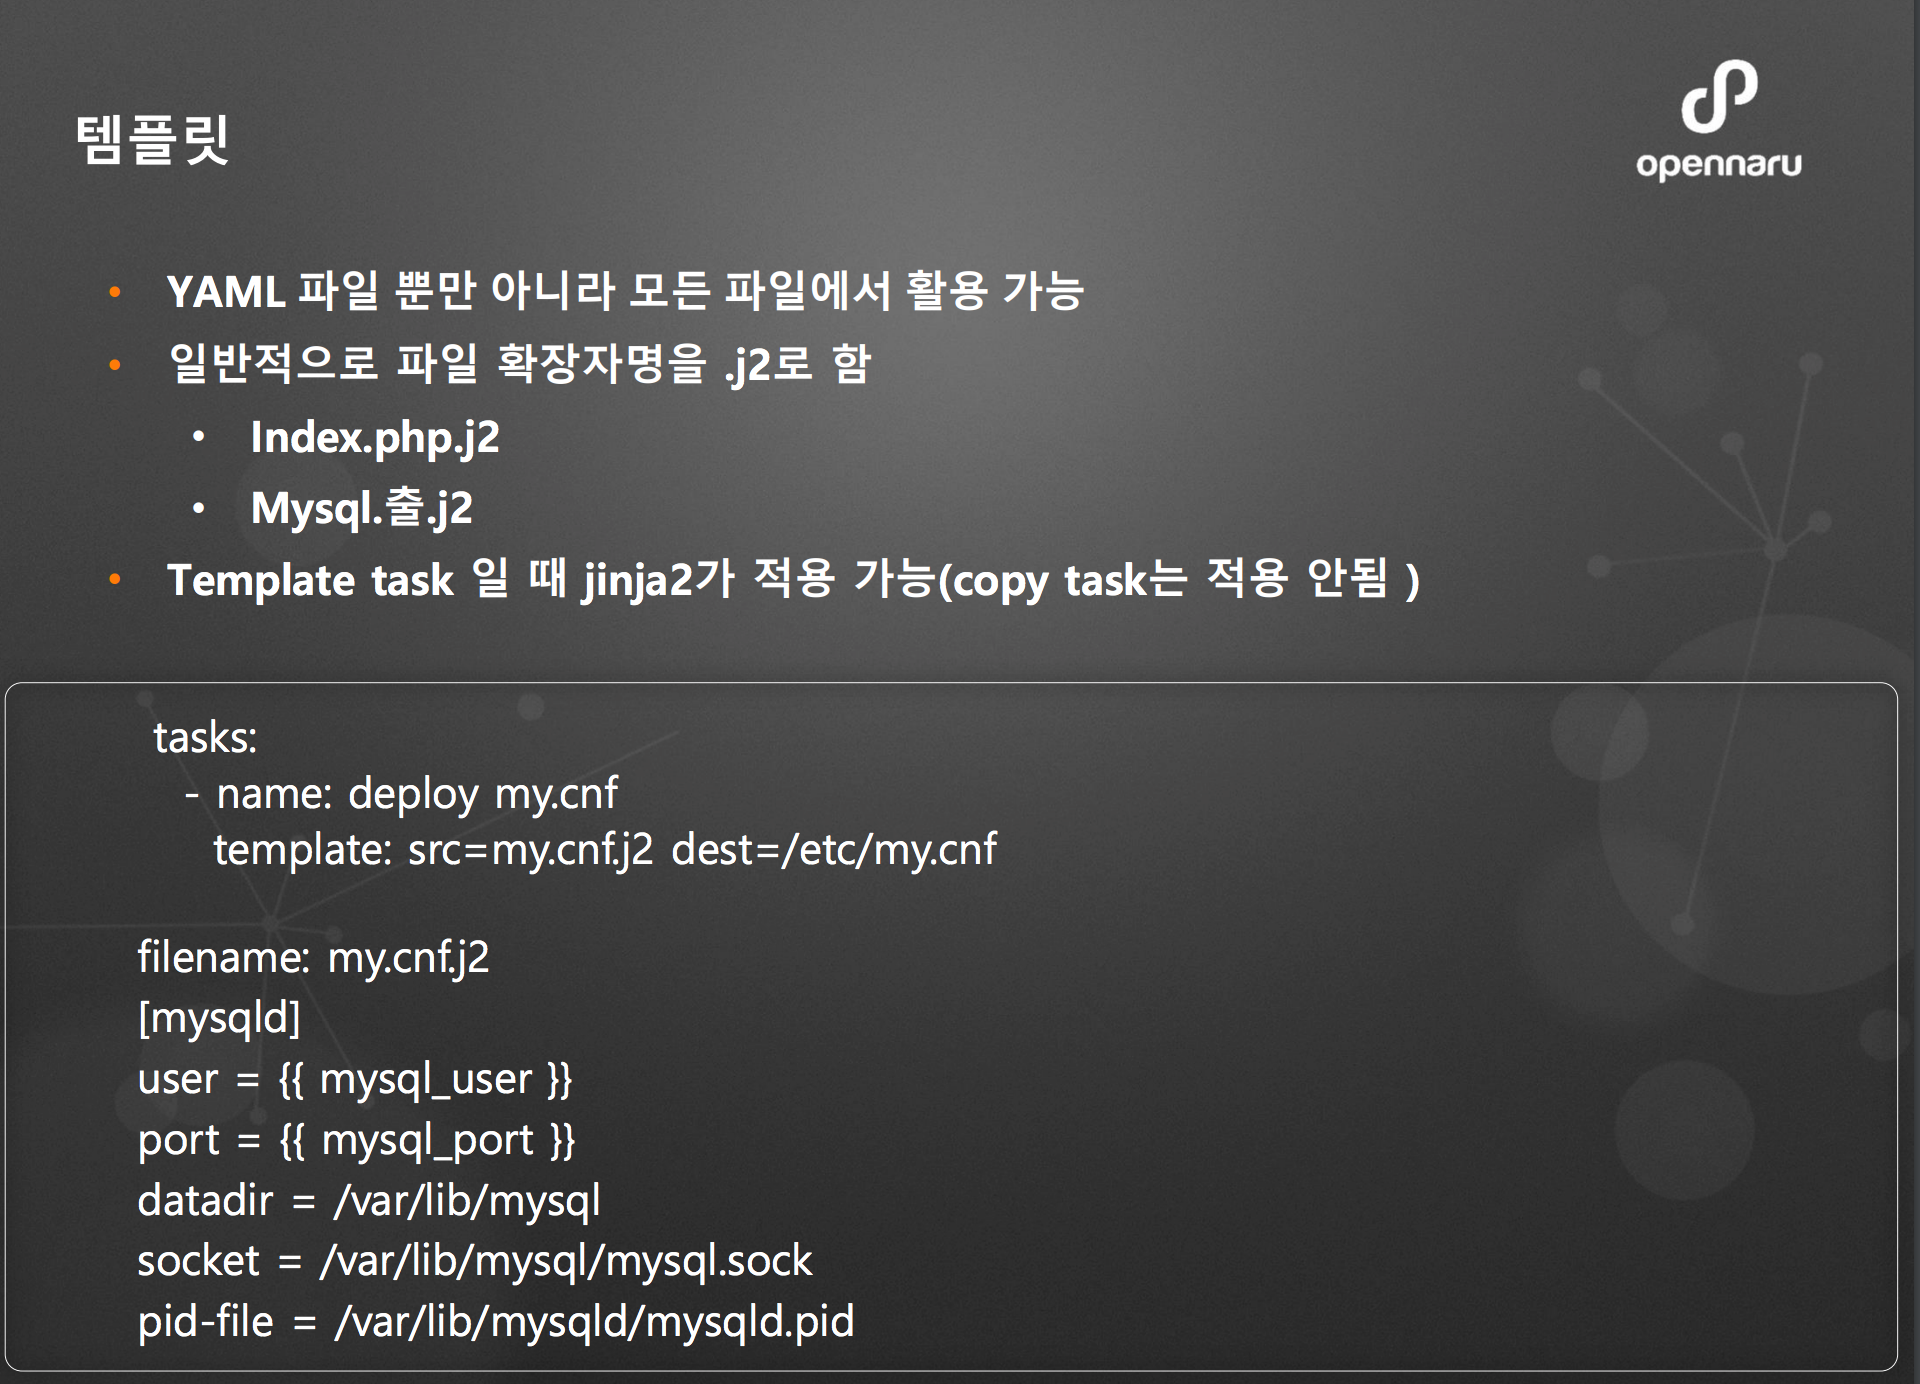 템플릿
opennaru
• YAML 파일 뿐만 아니라 모든 파일에서 활용 가능
• 일반적으로 파일 확장자명을 .j2로 함
• Index.php.j2
• Mysql.출.j2
• Template task 일 때 jinja2가 적용 가능(copy task는 적용 안됨 )
tasks:
- name: deploy my.cnf
template: src=my.cnf.j2 dest=/etc/my.cnf
filename: my.cnf.j2
[mysqld]
user = {{ mysql_user }}
port = {{ mysql_port }}
datadir = /var/lib/mysql
socket = /var/lib/mysql/mysql.sock
pid-file = /var/lib/mysqld/mysqld.pid